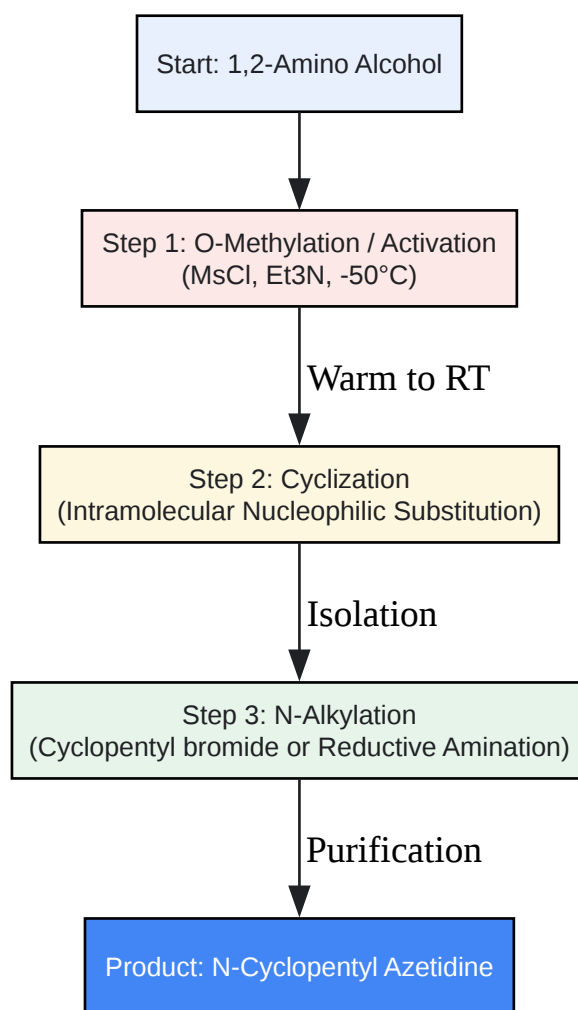 Start: 1,2-Amino Alcohol
Step 1: O-Methylation / Activation
(MsCl, Et3N, -50°C)
Warm to RT
Step 2: Cyclization
(Intramolecular Nucleophilic Substitution)
Isolation
Step 3: N-Alkylation
(Cyclopentyl bromide or Reductive Amination)
Purification
Product: N-Cyclopentyl Azetidine